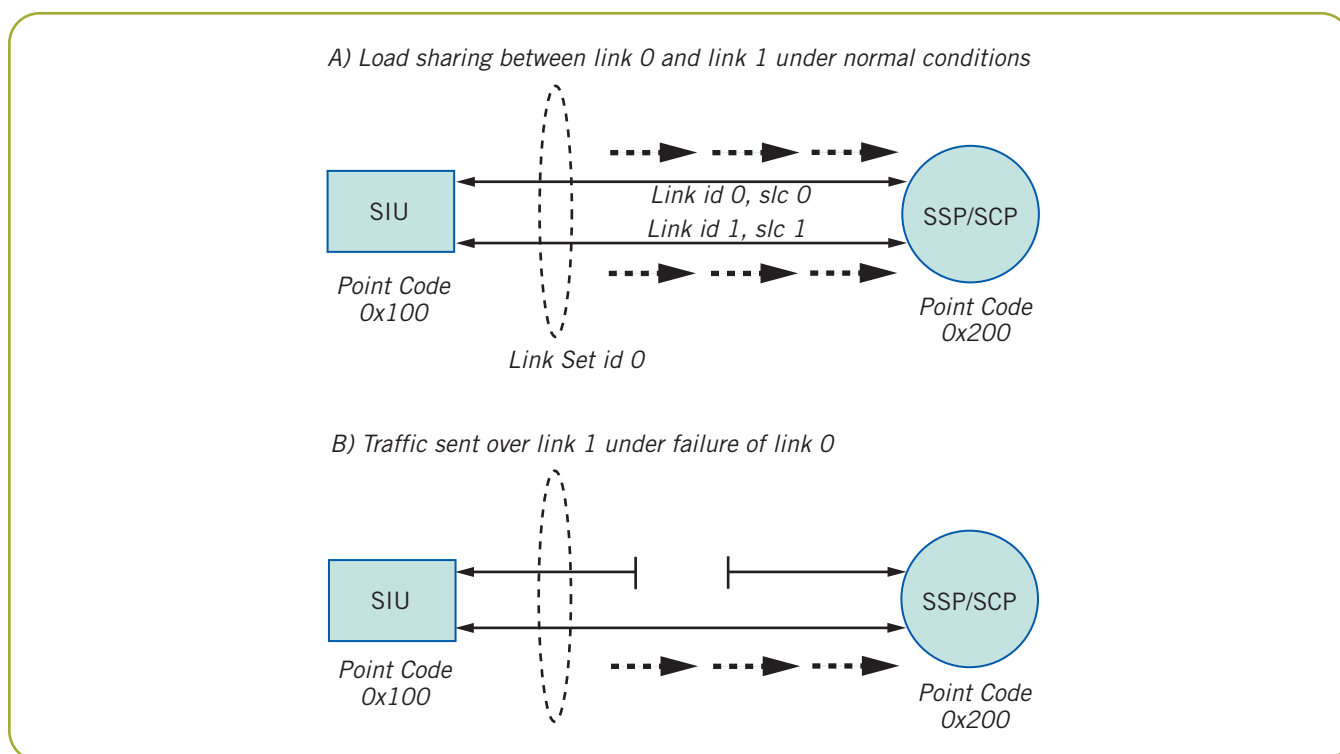 A) Load sharing between link 0 and link 1 under normal conditions
SIU
Link id 0, slc 0
Link id 1, slc 1
SSP/SCP
Point Code
0x100
Point Code
0x200
Link Set id 0
B) Traffic sent over link 1 under failure of link 0
SIU
SSP/SCP
Point Code
0x100
Point Code
0x200